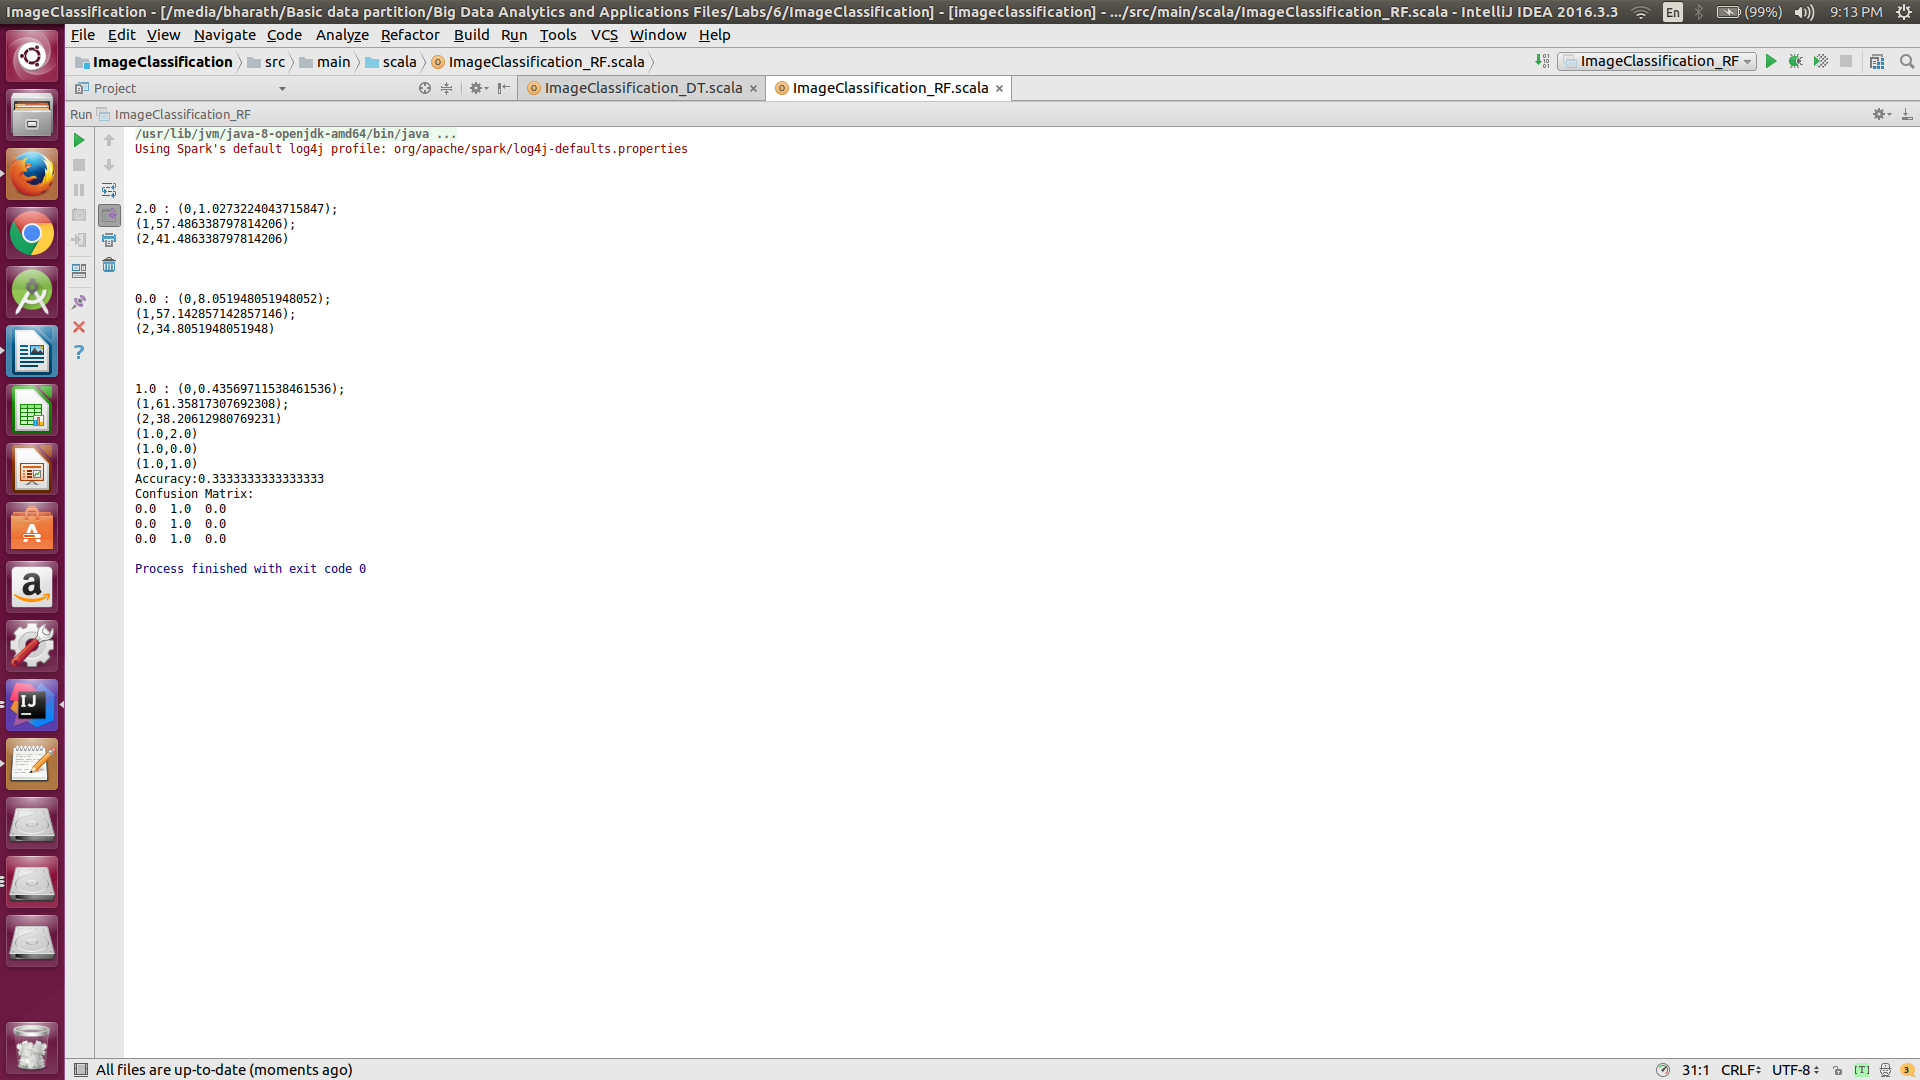 ImageClassification - [/media/bharath/Basic data partition/Big Data Analytics and Applications Files/Labs/6/ImageClassification] - [imageclassification] - .../src/main/scala/ImageClassification_RF.scala - IntelliJ IDEA 2016.3.3 En (99%) 9:13 PM
File Edit View Navigate Code Analyze Refactor Build Run Tools VCS Window Help
ImageClassification src main scala ImageClassification_RF.scala ImageClassification_RF
Project ImageClassification_DT.scala ImageClassification_RF.scala
Run ImageClassification_RF
/usr/lib/jvm/java-8-openjdk-amd64/bin/java ...
Using Spark's default log4j profile: org/apache/spark/log4j-defaults.properties
2.0 : (0,1.0273224043715847);
(1,57.486338797814206);
(2,41.486338797814206)
0.0 : (0,8.051948051948052);
(1,57.142857142857146);
(2,34.8051948051948)
1.0 : (0,0.43569711538461536);
(1,61.35817307692308);
(2,38.20612980769231)
(1.0,2.0)
(1.0,0.0)
(1.0,1.0)
Accuracy:0.3333333333333333
Confusion Matrix:
0.0 1.0 0.0
0.0 1.0 0.0
0.0 1.0 0.0
Process finished with exit code 0
All files are up-to-date (moments ago) 31:1 CRLF UTF-8 [T] 3